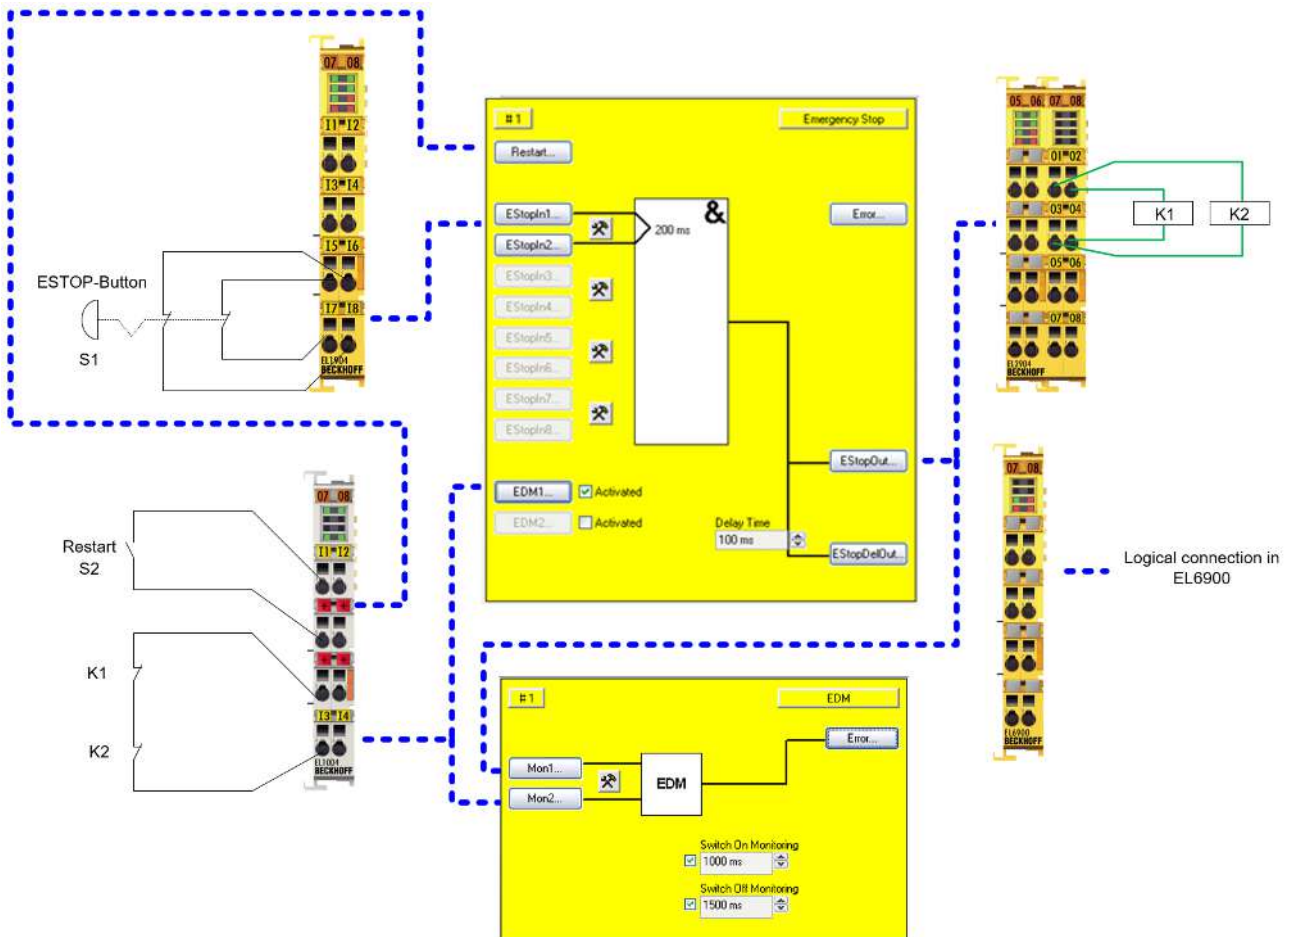 07 08
I1 I2
I3 I4
I5 I6
I7 I8
EL1904
BECKHOFF
ESTOP-Button
S1
# 1
Emergency Stop
Restart...
EStopIn1...
EStopIn2...
EStopIn3...
EStopIn4...
EStopIn5...
EStopIn6...
EStopIn7...
EStopIn8...
&
200 ms
Error...
EStopOut...
EDM1...
Activated
EDM2...
Activated
Delay Time
100 ms
EStopDelOut...
05 06 07 08
01 02
03 04
05 06
07 08
EL2904
BECKHOFF
K1
K2
07 08
I1 I2
I3 I4
EL1004
BECKHOFF
Restart
S2
K1
K2
07 08
EL6900
BECKHOFF
Logical connection in
EL6900
# 1
EDM
Error...
Mon1...
Mon2...
EDM
Switch On Monitoring
1000 ms
Switch Off Monitoring
1500 ms